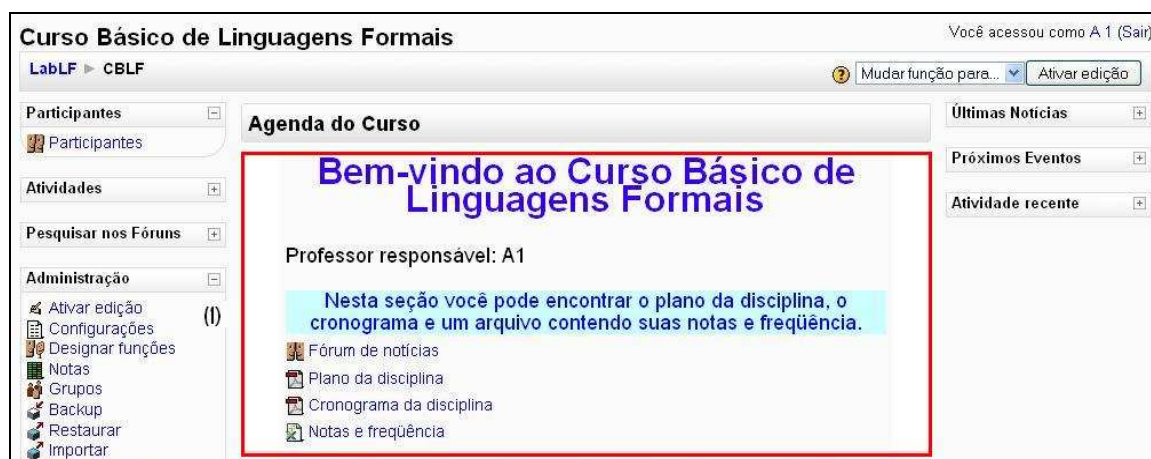 Curso Básico de Linguagens Formais
Você acessou como A 1 (Sair)
LabLF ► CBLF
Mudar função para...
Ativar edição
Participantes
Participantes
Atividades
Pesquisar nos Fóruns
Administração
Ativar edição
(I)
Configurações
Designar funções
Notas
Grupos
Backup
Restaurar
Importar
Agenda do Curso
Bem-vindo ao Curso Básico de
Linguagens Formais
Professor responsável: A1
Nesta seção você pode encontrar o plano da disciplina, o
cronograma e um arquivo contendo suas notas e freqüência.
Fórum de notícias
Plano da disciplina
Cronograma da disciplina
Notas e freqüência
Últimas Notícias
Próximos Eventos
Atividade recente